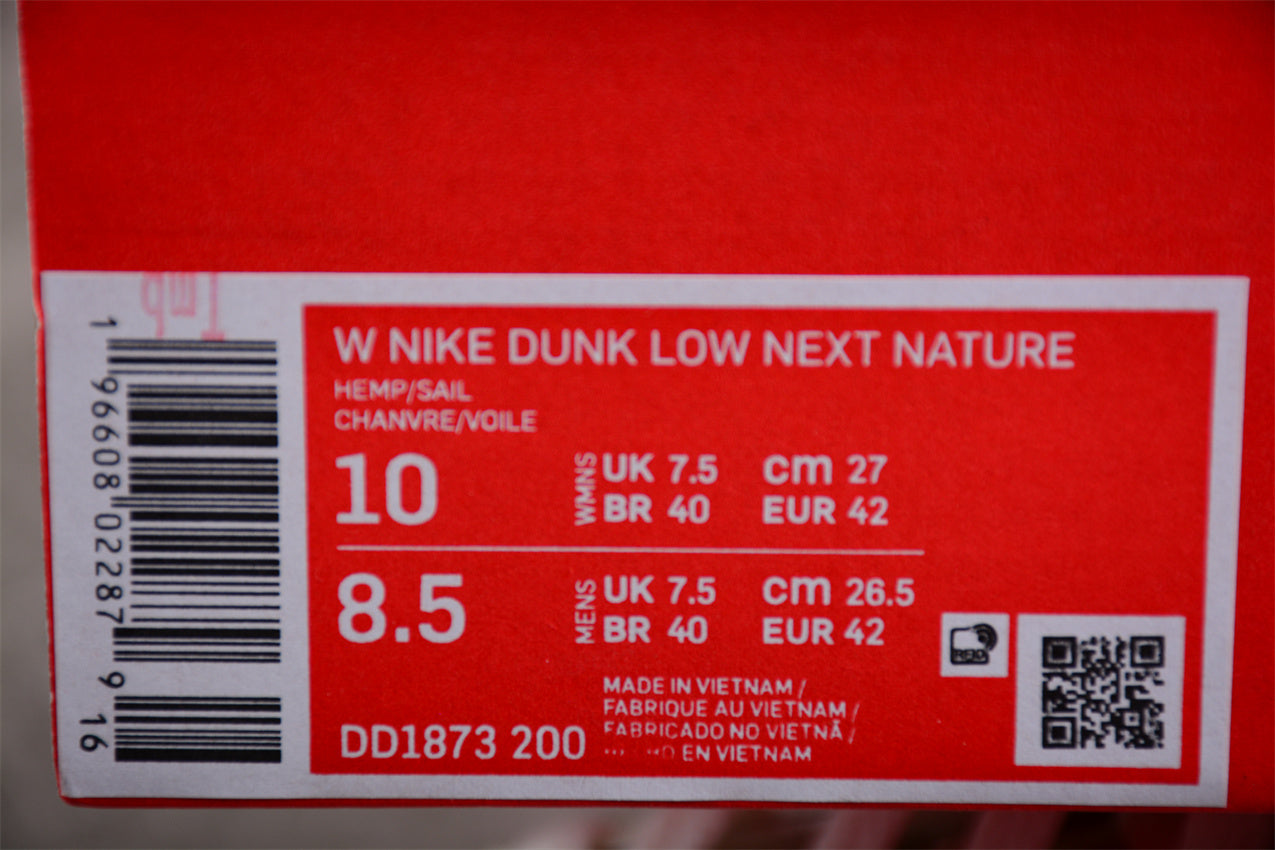 W NIKE DUNK LOW NEXT NATURE
HEMP/SAIL
CHANVRE/VOILE
10
WMNS
UK 7.5 cm 27
BR 40 EUR 42
8.5
MENS
UK 7.5 cm 26.5
BR 40 EUR 42
MADE IN VIETNAM /
FABRIQUE AU VIETNAM /
FABRICADO NO VIETNÃ /
EN VIETNAM
DD1873 200
RFID
1 96608 02287 9 16